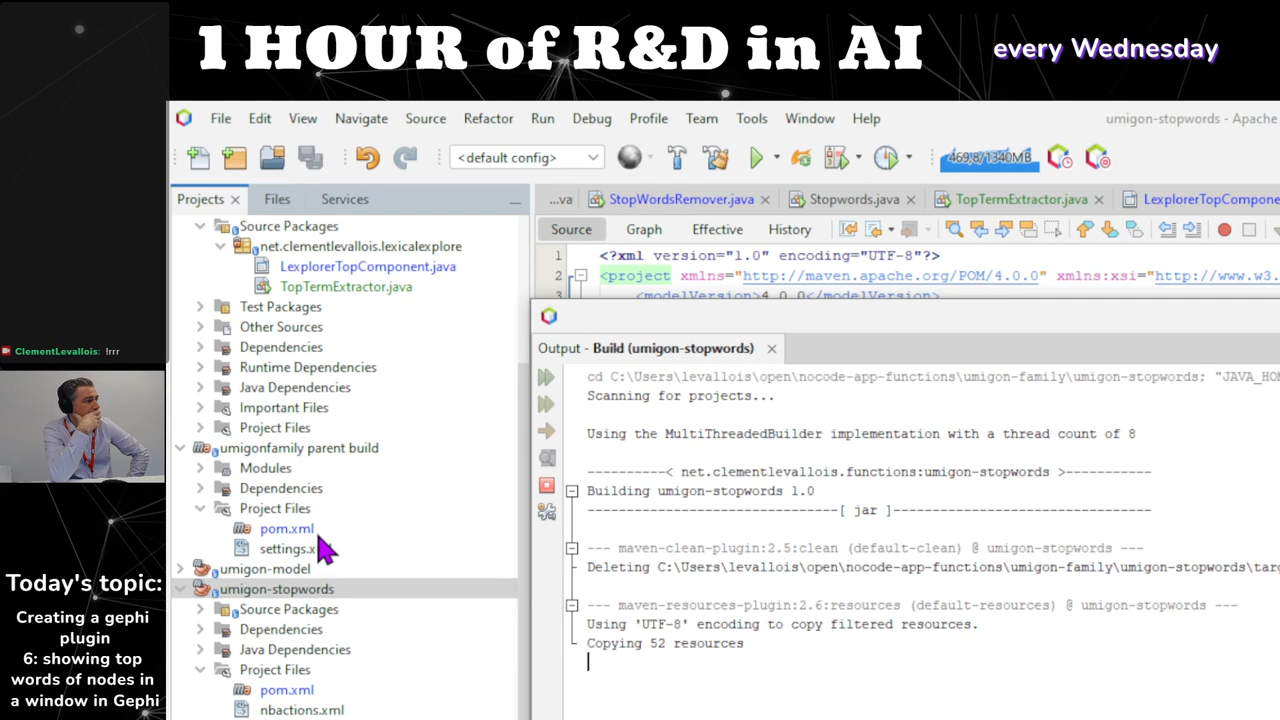 1 HOUR of R&D in AI
every Wednesday
File Edit View Navigate Source Refactor Run Debug Profile Team Tools Window Help
umigon-stopwords - Apache
<default config>
469,8/1340MB
Projects Files Services
...va StopWordsRemover.java Stopwords.java TopTermExtractor.java LexplorerTopCompone
Source Graph Effective History
Source Packages
net.clementlevallois.lexicalexplore
LexplorerTopComponent.java
TopTermExtractor.java
Test Packages
Other Sources
Dependencies
Runtime Dependencies
Java Dependencies
Important Files
Project Files
umigonfamily parent build
Modules
Dependencies
Project Files
pom.xml
settings.x
umigon-model
umigon-stopwords
Source Packages
Dependencies
Java Dependencies
Project Files
pom.xml
nbactions.xml
1 <?xml version="1.0" encoding="UTF-8"?>
2 <project xmlns="http://maven.apache.org/POM/4.0.0" xmlns:xsi="http://www.w3.
3 <modelVersion>4.0.0</modelVersion>
Output - Build (umigon-stopwords)
cd C:\Users\levallois\open\nocode-app-functions\umigon-family\umigon-stopwords; "JAVA_HOM
Scanning for projects...
Using the MultiThreadedBuilder implementation with a thread count of 8
----------< net.clementlevallois.functions:umigon-stopwords >-----------
Building umigon-stopwords 1.0
--------------------------------[ jar ]---------------------------------
--- maven-clean-plugin:2.5:clean (default-clean) @ umigon-stopwords ---
Deleting C:\Users\levallois\open\nocode-app-functions\umigon-family\umigon-stopwords\targ
--- maven-resources-plugin:2.6:resources (default-resources) @ umigon-stopwords ---
Using 'UTF-8' encoding to copy filtered resources.
Copying 52 resources
ClementLevallois: !rrr
Today's topic:
Creating a gephi
plugin
6: showing top
words of nodes in
a window in Gephi